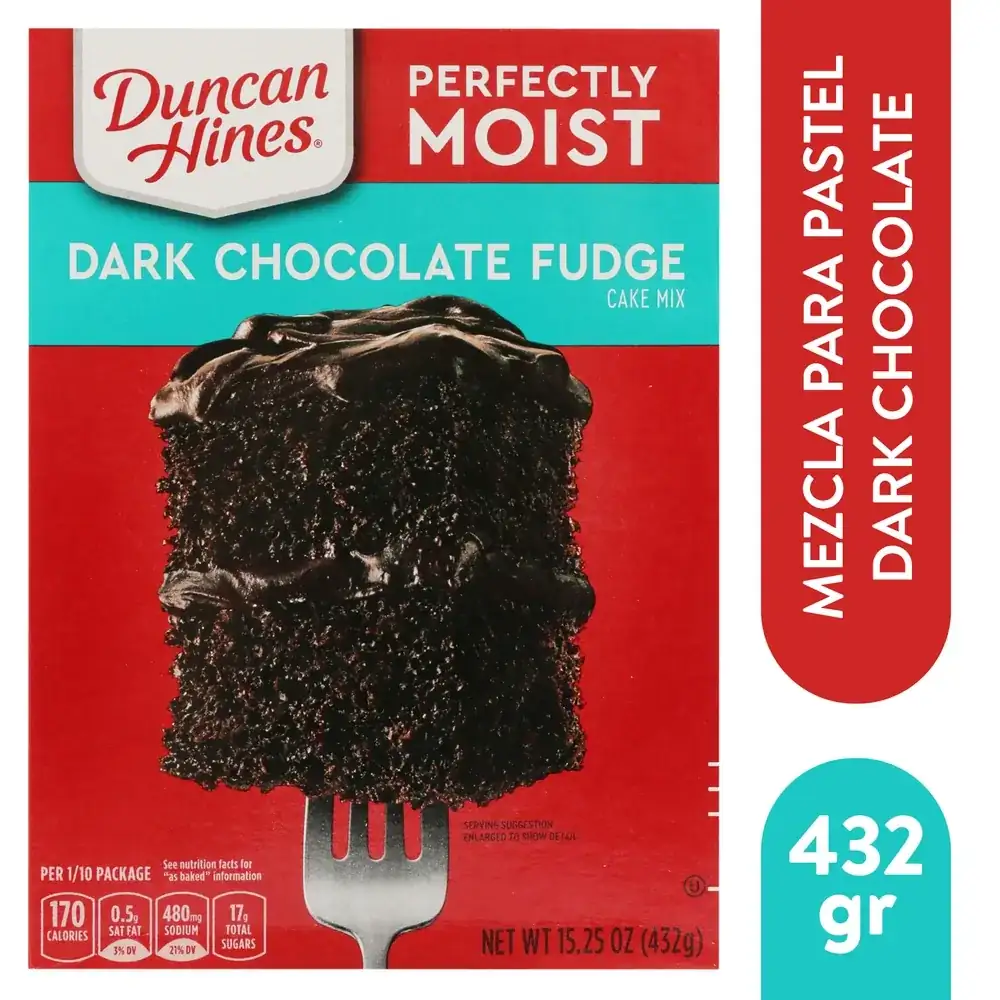 Duncan
Hines®
PERFECTLY
MOIST
DARK CHOCOLATE FUDGE
CAKE MIX
SERVING SUGGESTION
ENLARGED TO SHOW DETAIL
PER 1/10 PACKAGE
See nutrition facts for
"as baked" information
170
CALORIES
0.5g
SAT FAT
3% DV
480mg
SODIUM
21% DV
17g
TOTAL
SUGARS
U
NET WT 15.25 OZ (432g)
MEZCLA PARA PASTEL
DARK CHOCOLATE
432
gr